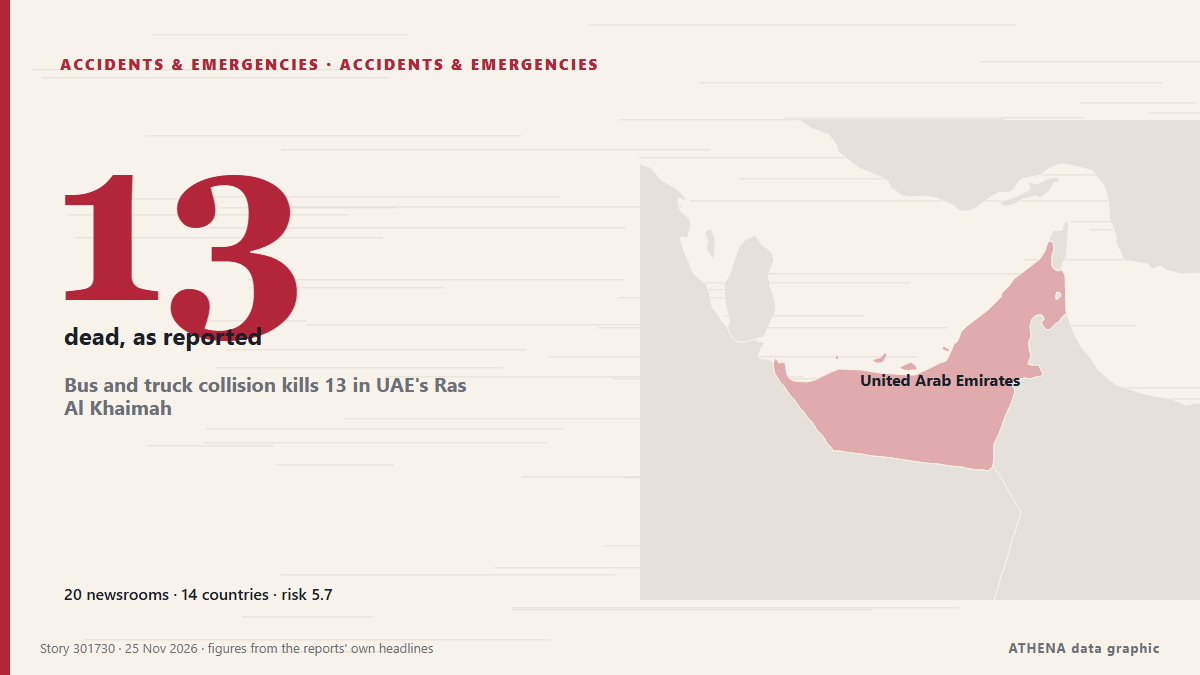 ACCIDENTS & EMERGENCIES · ACCIDENTS & EMERGENCIES
13
dead, as reported
Bus and truck collision kills 13 in UAE's Ras
Al Khaimah
United Arab Emirates
20 newsrooms · 14 countries · risk 5.7
Story 301730 · 25 Nov 2026 · figures from the reports' own headlines
ATHENA data graphic